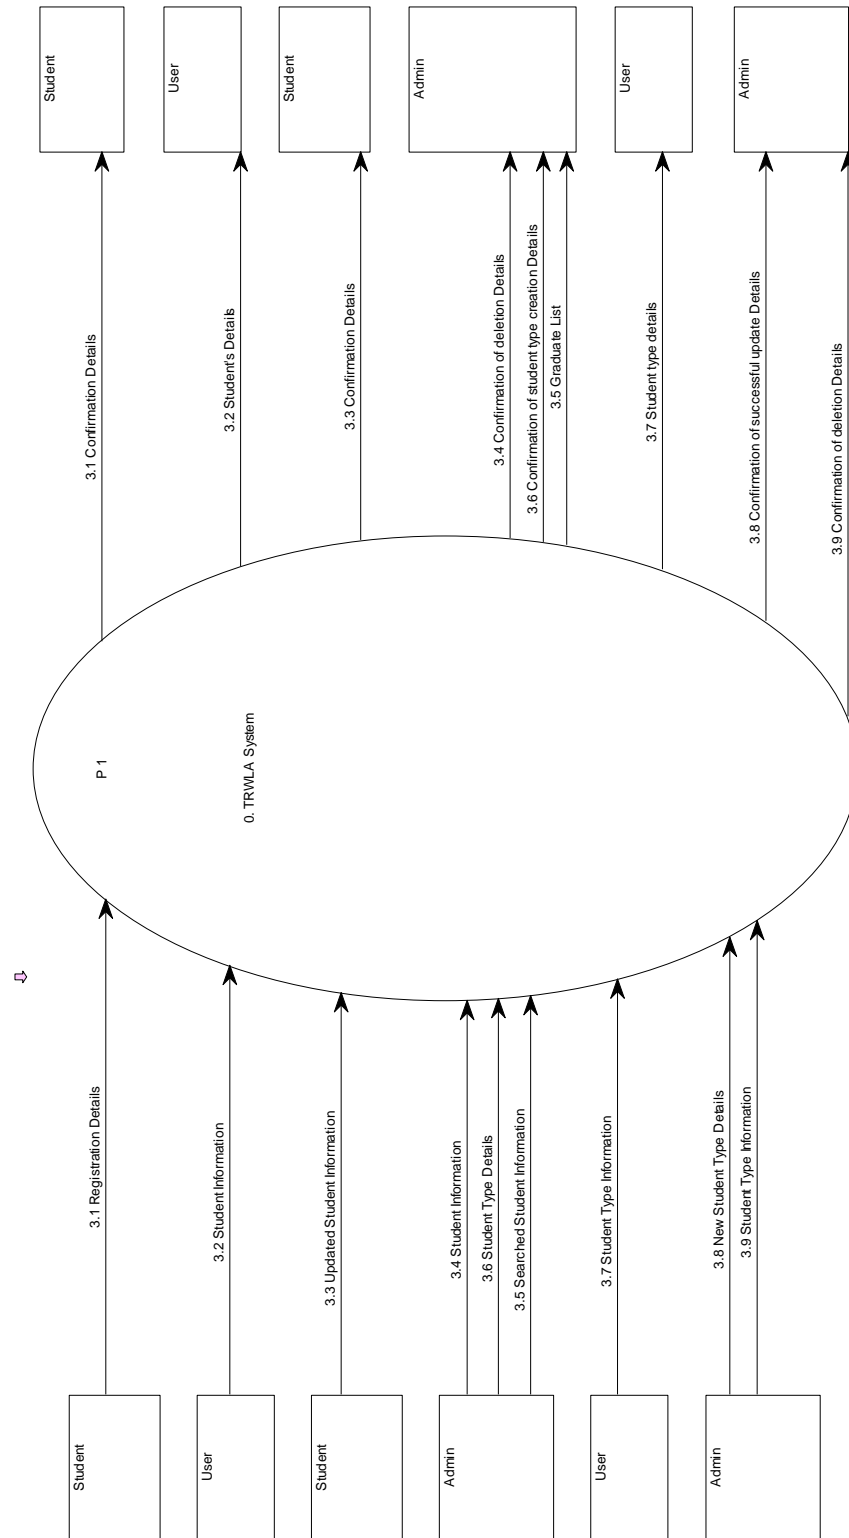 Student
User
Student
Admin
User
Admin
3.1 Confirmation Details
3.2 Student's Details
3.3 Confirmation Details
3.4 Confirmation of deletion Details
3.6 Confirmation of student type creation Details
3.5 Graduate List
3.7 Student type details
3.8 Confirmation of successful update Details
3.9 Confirmation of deletion Details
P 1
0. TRWLA System
3.1 Registration Details
3.2 Student Information
3.3 Updated Student Information
3.4 Student Information
3.6 Student Type Details
3.5 Searched Student Information
3.7 Student Type Information
3.8 New Student Type Details
3.9 Student Type Information
Student
User
Student
Admin
User
Admin